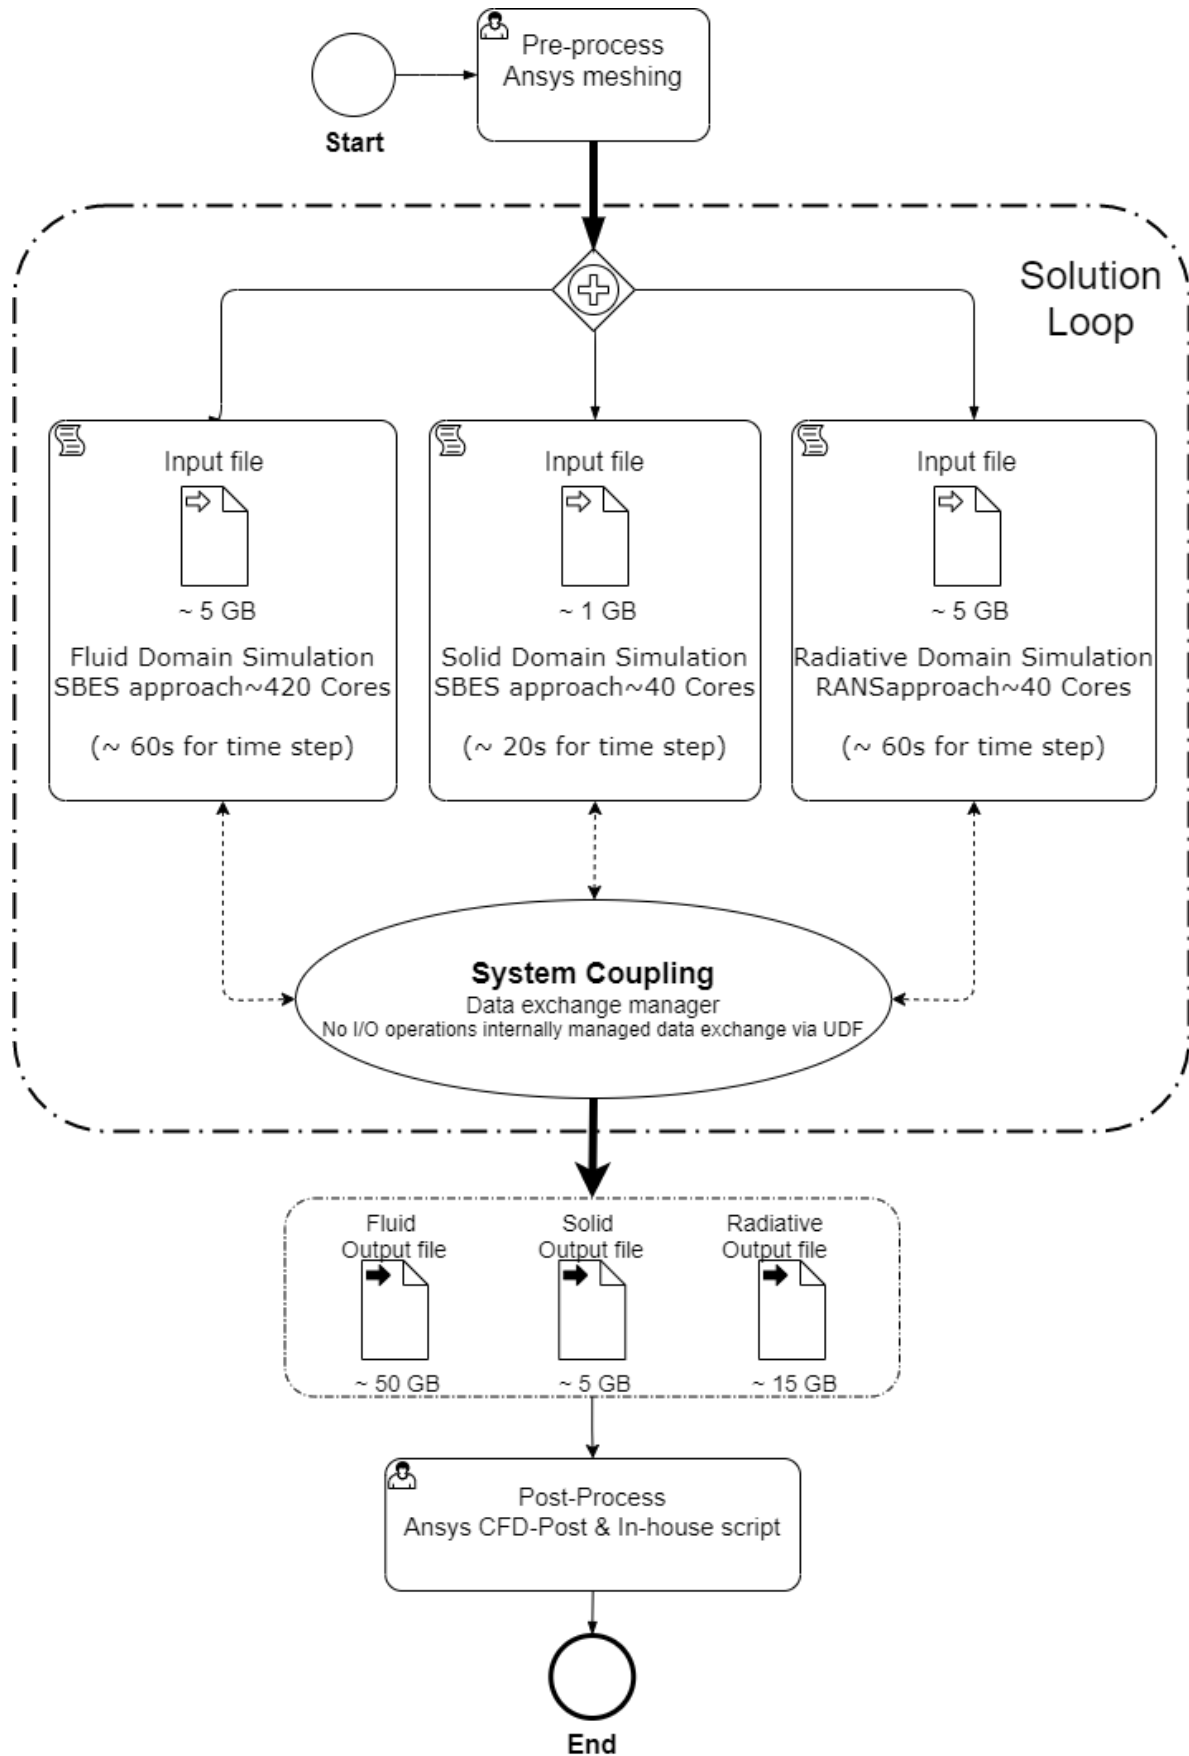 Pre-process
Ansys meshing
Start
Solution
Loop
Input file
~ 5 GB
Fluid Domain Simulation
SBES approach~420 Cores
(~ 60s for time step)
Input file
~ 1 GB
Solid Domain Simulation
SBES approach~40 Cores
(~ 20s for time step)
Input file
~ 5 GB
Radiative Domain Simulation
RANSapproach~40 Cores
(~ 60s for time step)
System Coupling
Data exchange manager
No I/O operations internally managed data exchange via UDF
Fluid
Output file
~ 50 GB
Solid
Output file
~ 5 GB
Radiative
Output file
~ 15 GB
Post-Process
Ansys CFD-Post & In-house script
End